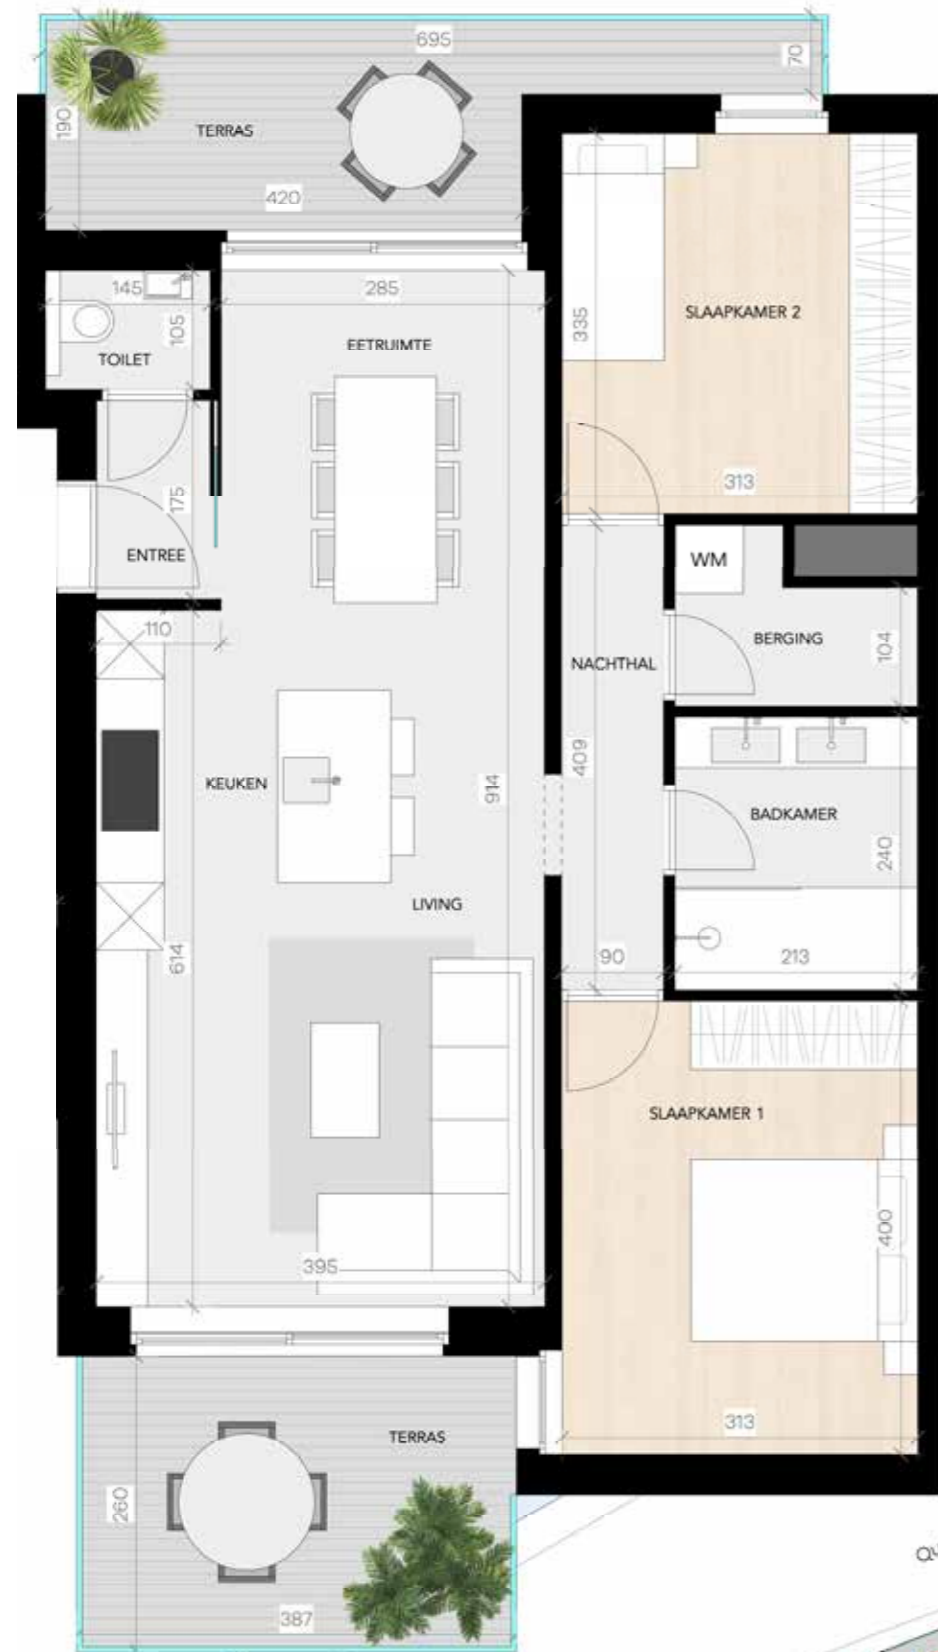 695
70
190
TERRAS
420
145
285
105
335
SLAAPKAMER 2
EETRUIMTE
TOILET
313
175
ENTREE
WM
110
BERGING
104
NACHTHAL
409
KEUKEN
914
BADKAMER
240
LIVING
614
90
213
SLAAPKAMER 1
400
395
313
TERRAS
260
387